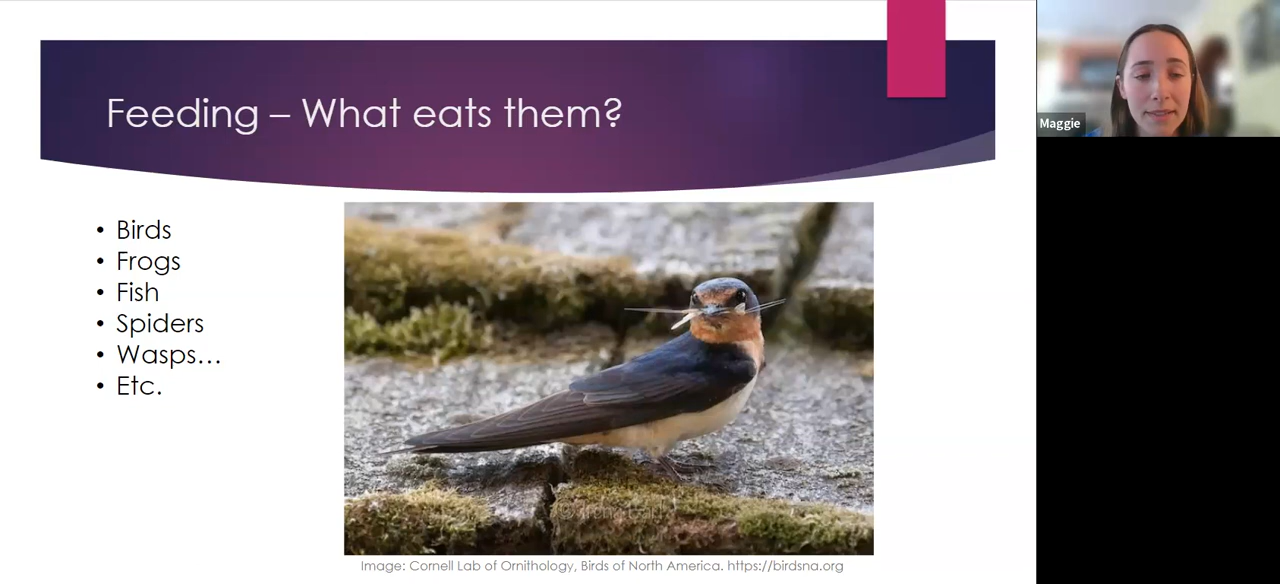 Feeding – What eats them?
Maggie
• Birds
• Frogs
• Fish
• Spiders
• Wasps…
• Etc.
Image: Cornell Lab of Ornithology, Birds of North America. https://birdsna.org